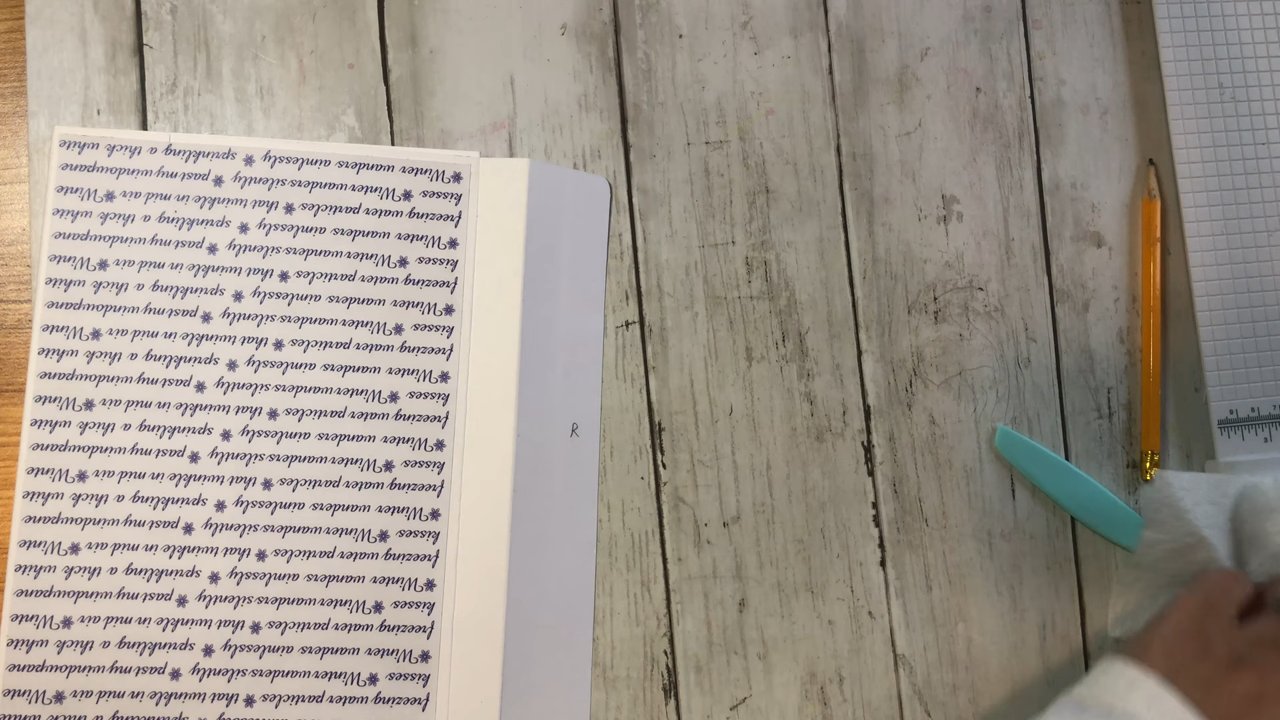 freezing water particles that twinkle in mid air Winte
kisses Winter wanders silently past my windowpane
Winter wanders aimlessly sprinkling a thick white
freezing water particles that twinkle in mid air Winte
kisses Winter wanders silently past my windowpane
Winter wanders aimlessly sprinkling a thick white
freezing water particles that twinkle in mid air Winte
kisses Winter wanders silently past my windowpane
Winter wanders aimlessly sprinkling a thick white
freezing water particles that twinkle in mid air Winte
kisses Winter wanders silently past my windowpane
Winter wanders aimlessly sprinkling a thick white
freezing water particles that twinkle in mid air Winte
kisses Winter wanders silently past my windowpane
Winter wanders aimlessly sprinkling a thick white
freezing water particles that twinkle in mid air Winte
kisses Winter wanders silently past my windowpane
Winter wanders aimlessly sprinkling a thick white
freezing water particles that twinkle in mid air Winte
kisses Winter wanders silently past my windowpane
Winter wanders aimlessly sprinkling a thick white
freezing water particles that twinkle in mid air Winte
kisses Winter wanders silently past my windowpane
Winter wanders aimlessly sprinkling a thick white
R